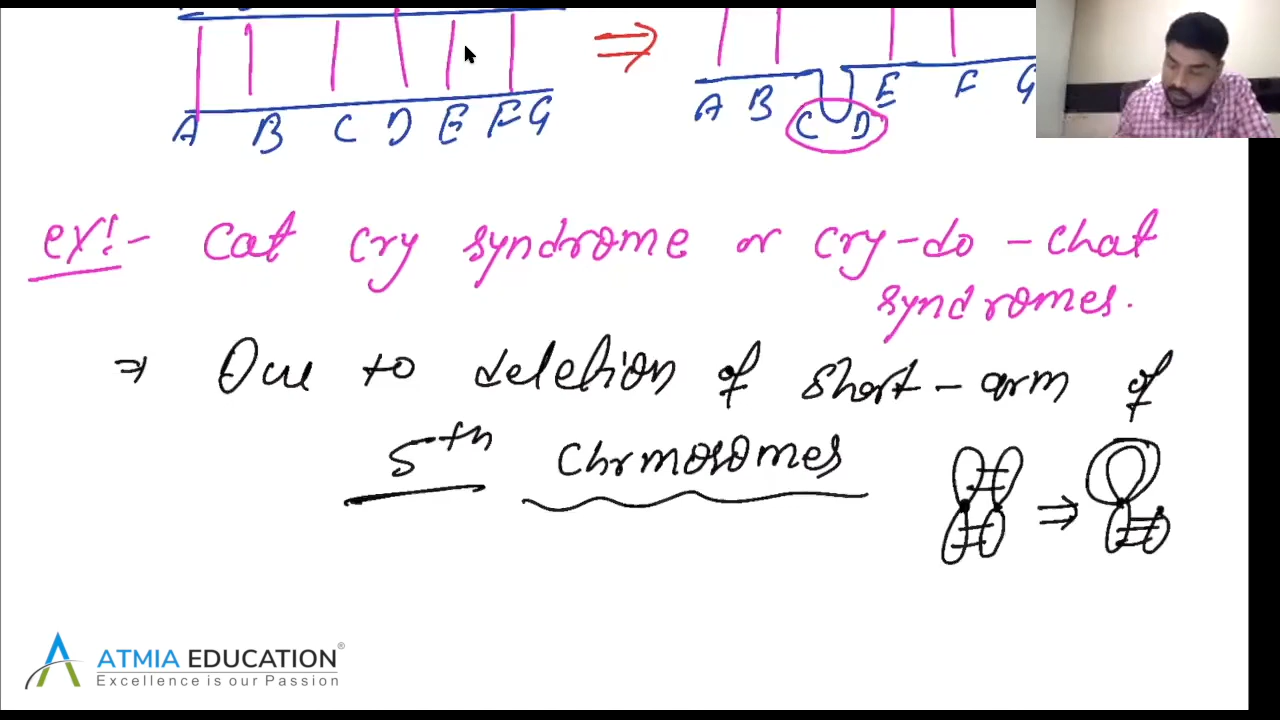 A B C D E F G
A B C D E F G
ex:- Cat cry syndrome or cry-do-chat
syndromes.
⇒ Due to deletion of short-arm of
5th Chrmosomes
ATMIA EDUCATION®
Excellence is our Passion